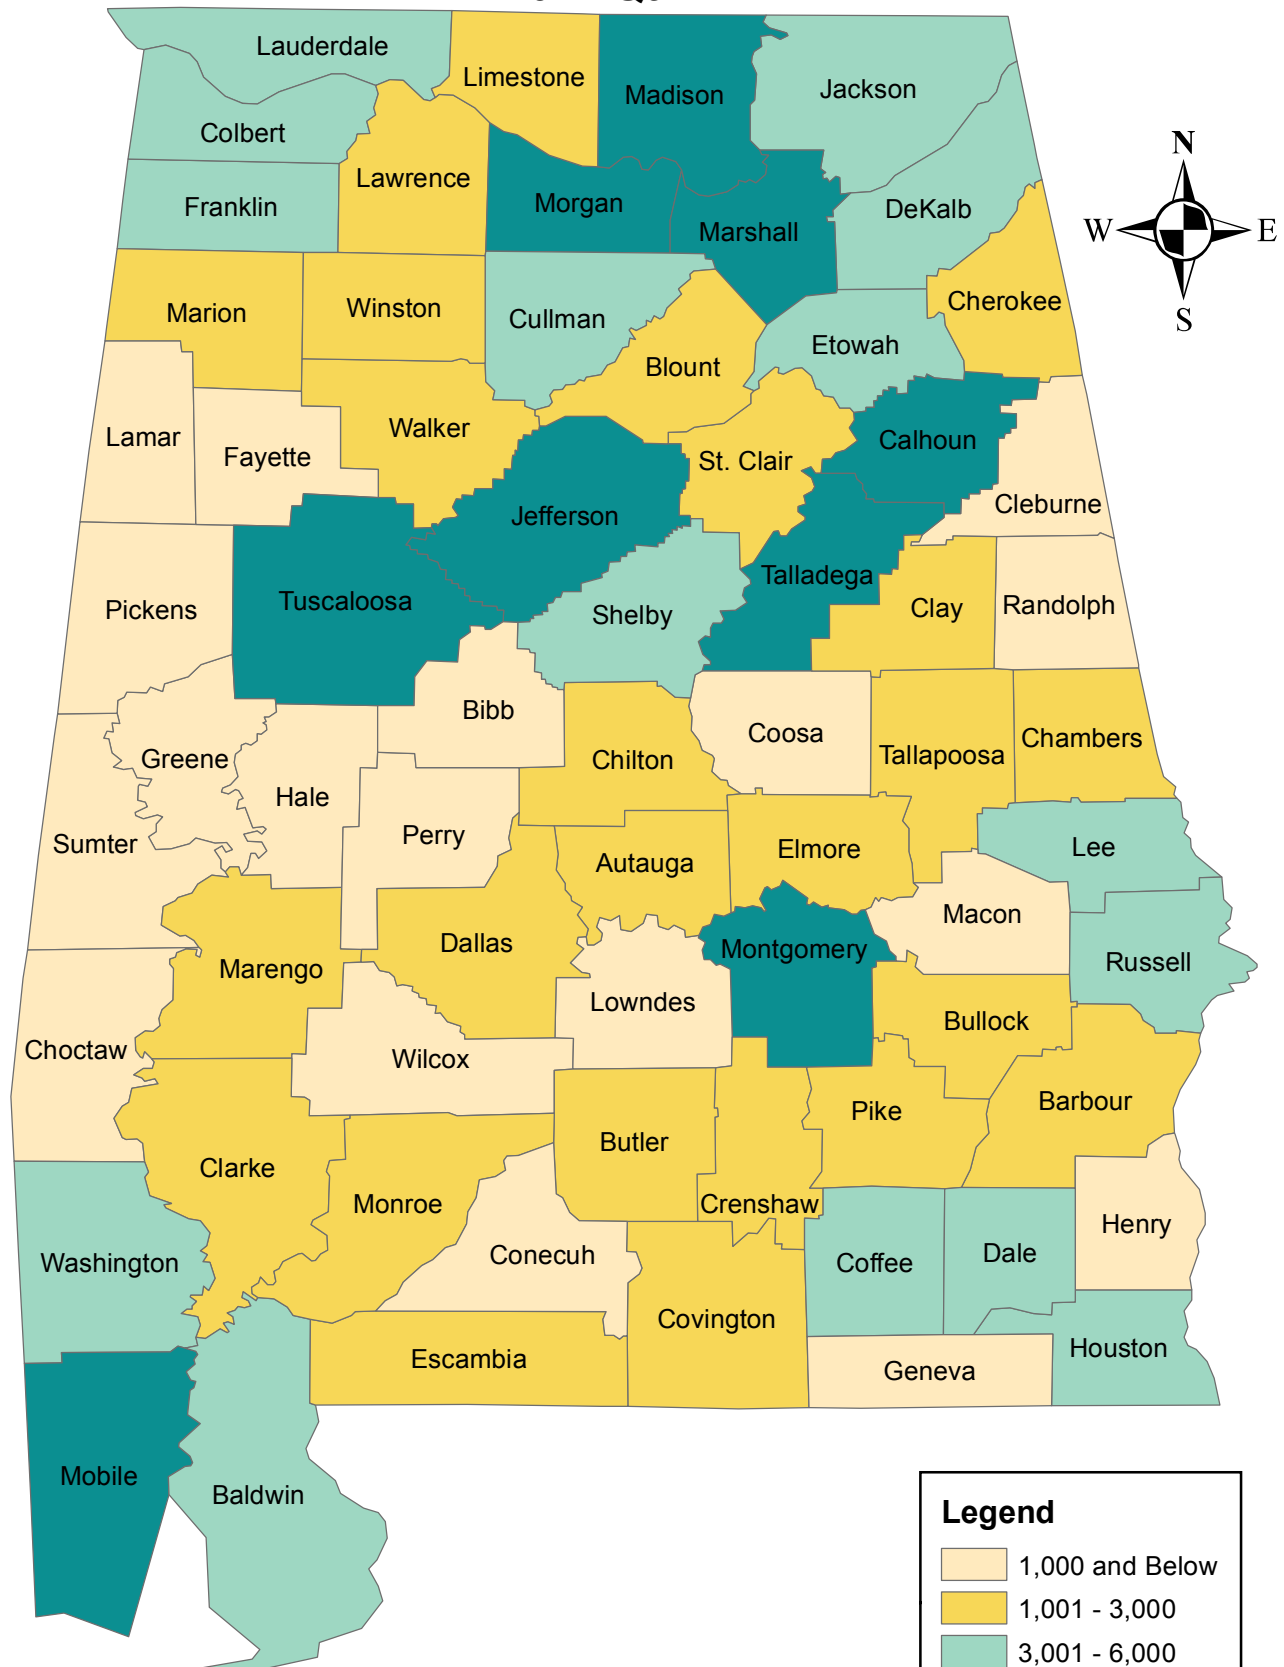 Lauderdale
Limestone
Madison
Jackson
Colbert
Lawrence
Franklin
Morgan
Marshall
DeKalb
N
W
E
S
Marion
Winston
Cullman
Cherokee
Etowah
Blount
Lamar
Fayette
Walker
St. Clair
Calhoun
Cleburne
Jefferson
Talladega
Pickens
Tuscaloosa
Shelby
Clay
Randolph
Bibb
Coosa
Greene
Chilton
Tallapoosa
Chambers
Hale
Sumter
Perry
Autauga
Elmore
Lee
Macon
Dallas
Montgomery
Marengo
Russell
Lowndes
Bullock
Choctaw
Wilcox
Barbour
Pike
Butler
Clarke
Monroe
Crenshaw
Henry
Washington
Conecuh
Coffee
Dale
Covington
Houston
Escambia
Geneva
Mobile
Baldwin
Legend
1,000 and Below
1,001 - 3,000
3,001 - 6,000